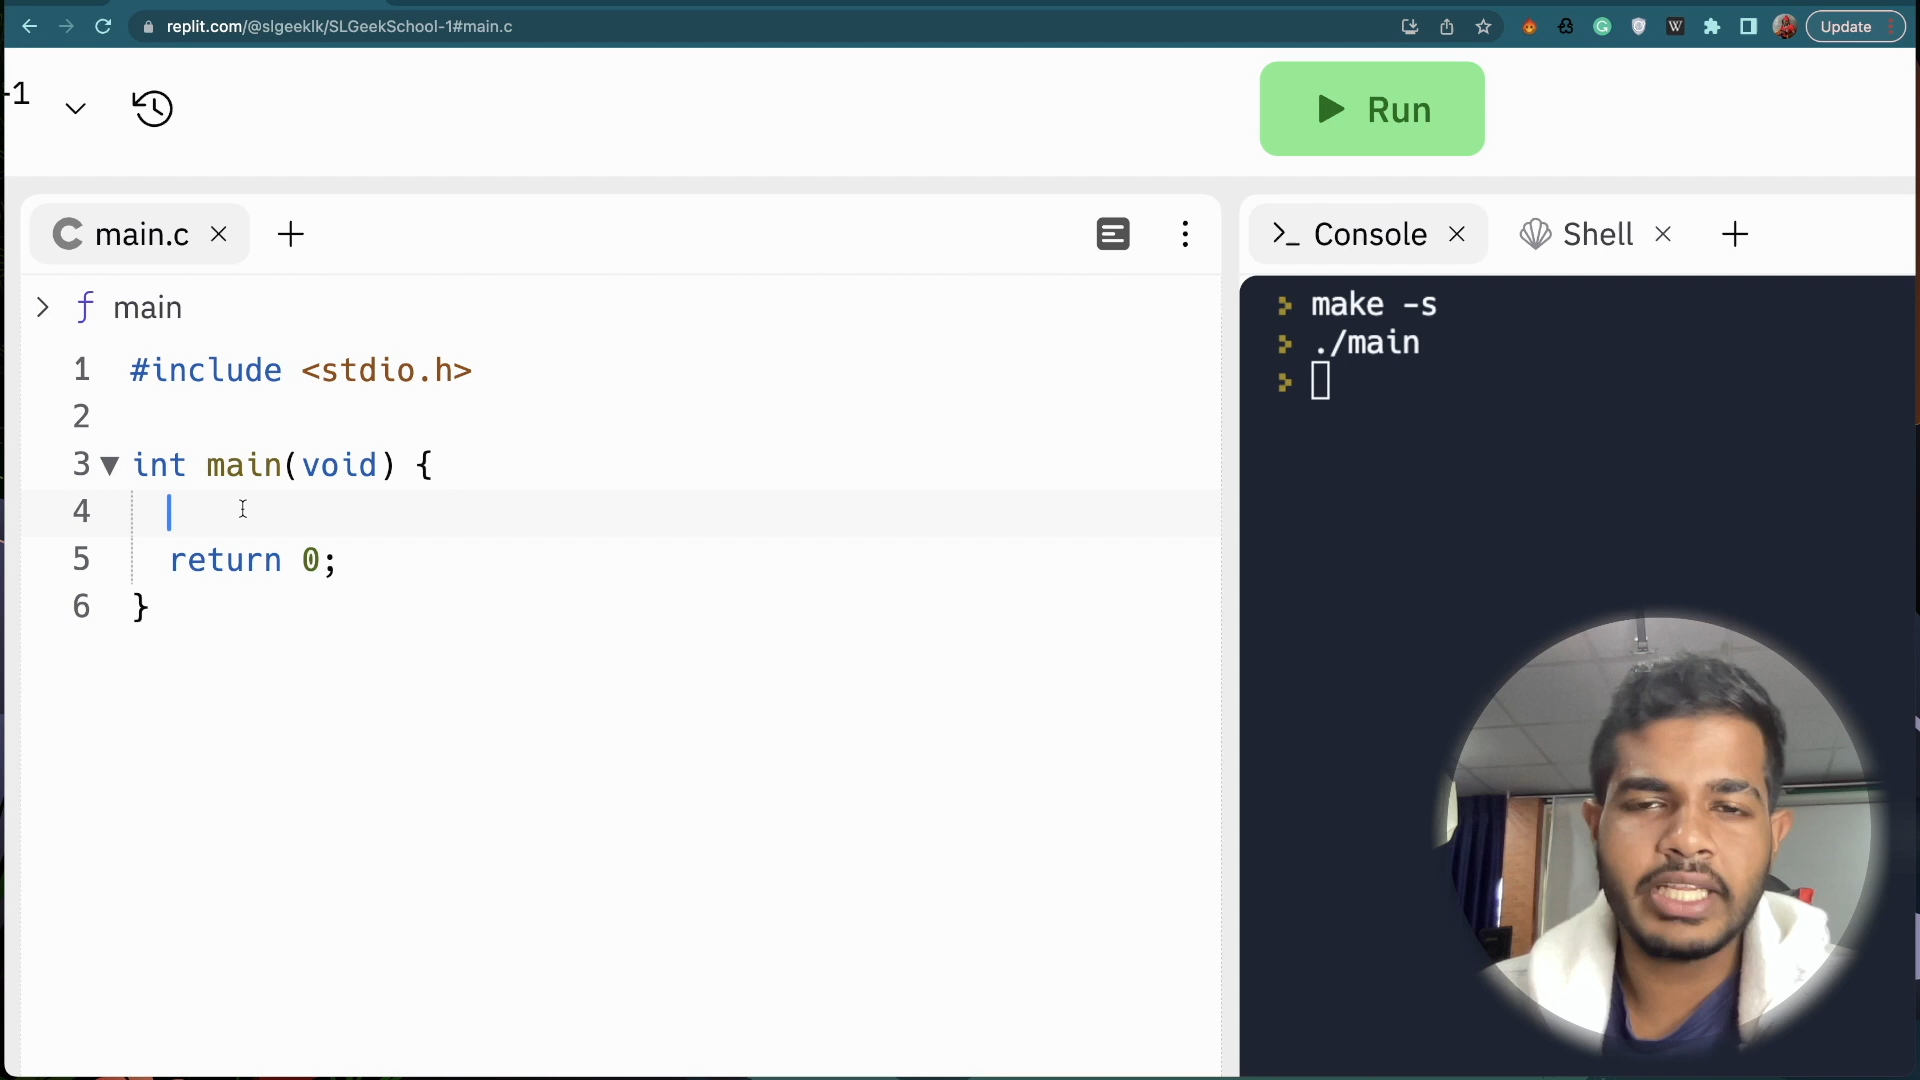 replit.com/@slgeeklk/SLGeekSchool-1#main.c
Update
-1
Run
main.c
Console
Shell
main
make -s
./main
1 #include <stdio.h>
2
3 int main(void) {
4
5 return 0;
6 }